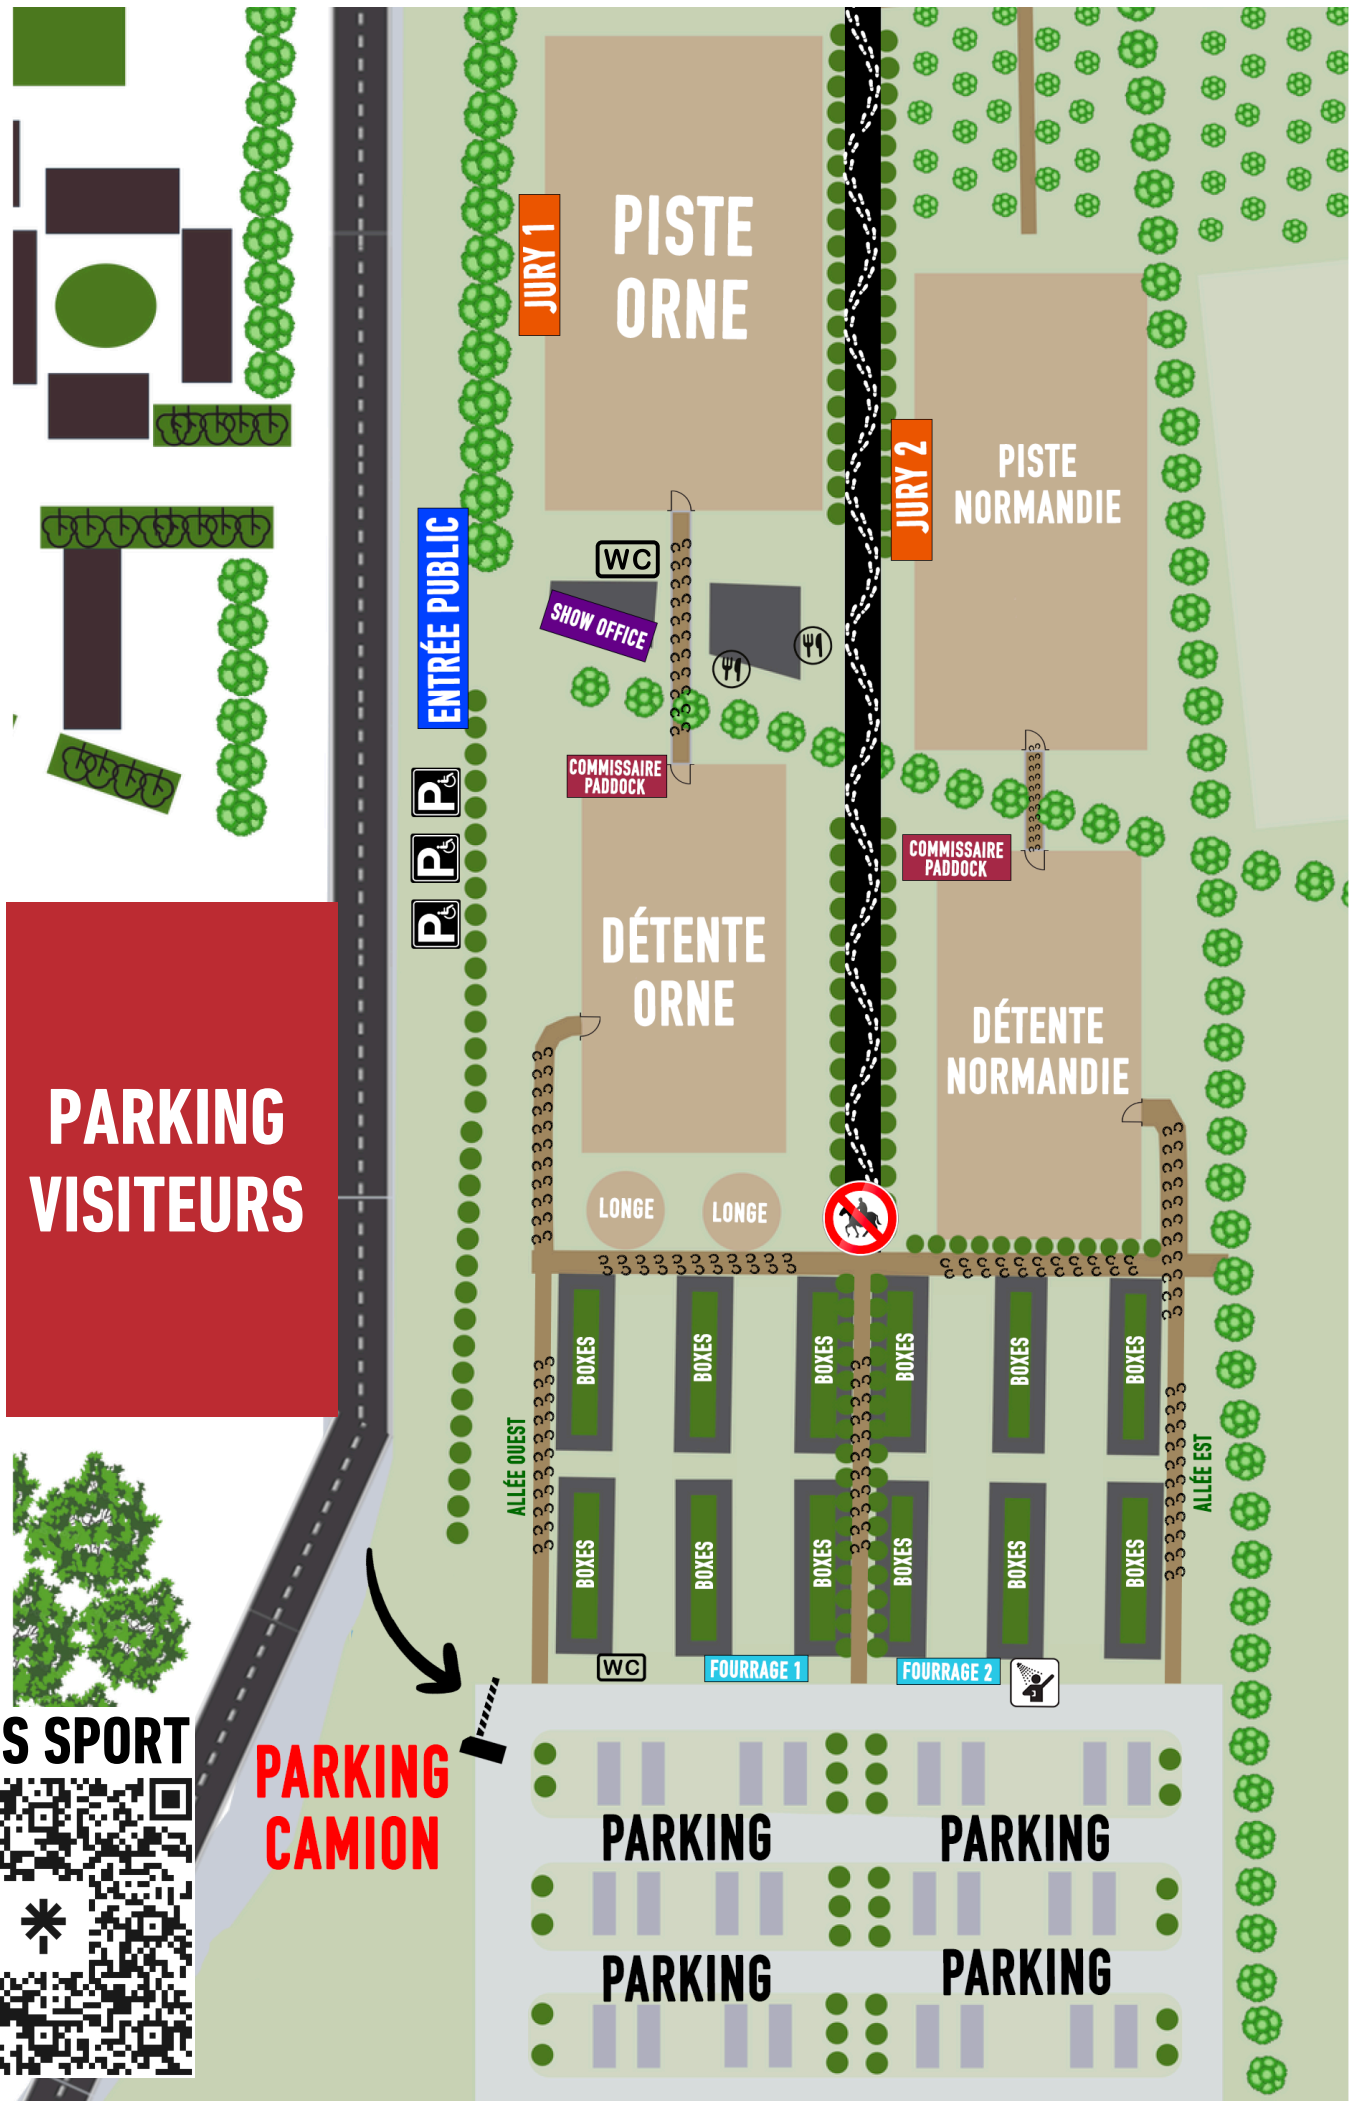 PISTE
ORNE
JURY 1
PISTE
NORMANDIE
JURY 2
ENTRÉE PUBLIC
WC
SHOW OFFICE
COMMISSAIRE
PADDOCK
COMMISSAIRE
PADDOCK
P
P
P
DÉTENTE
ORNE
DÉTENTE
NORMANDIE
PARKING
VISITEURS
LONGE
LONGE
BOXES
BOXES
BOXES
BOXES
BOXES
BOXES
ALLÉE OUEST
ALLÉE EST
BOXES
BOXES
BOXES
BOXES
BOXES
BOXES
WC
FOURRAGE 1
FOURRAGE 2
S SPORT
PARKING
CAMION
PARKING
PARKING
PARKING
PARKING